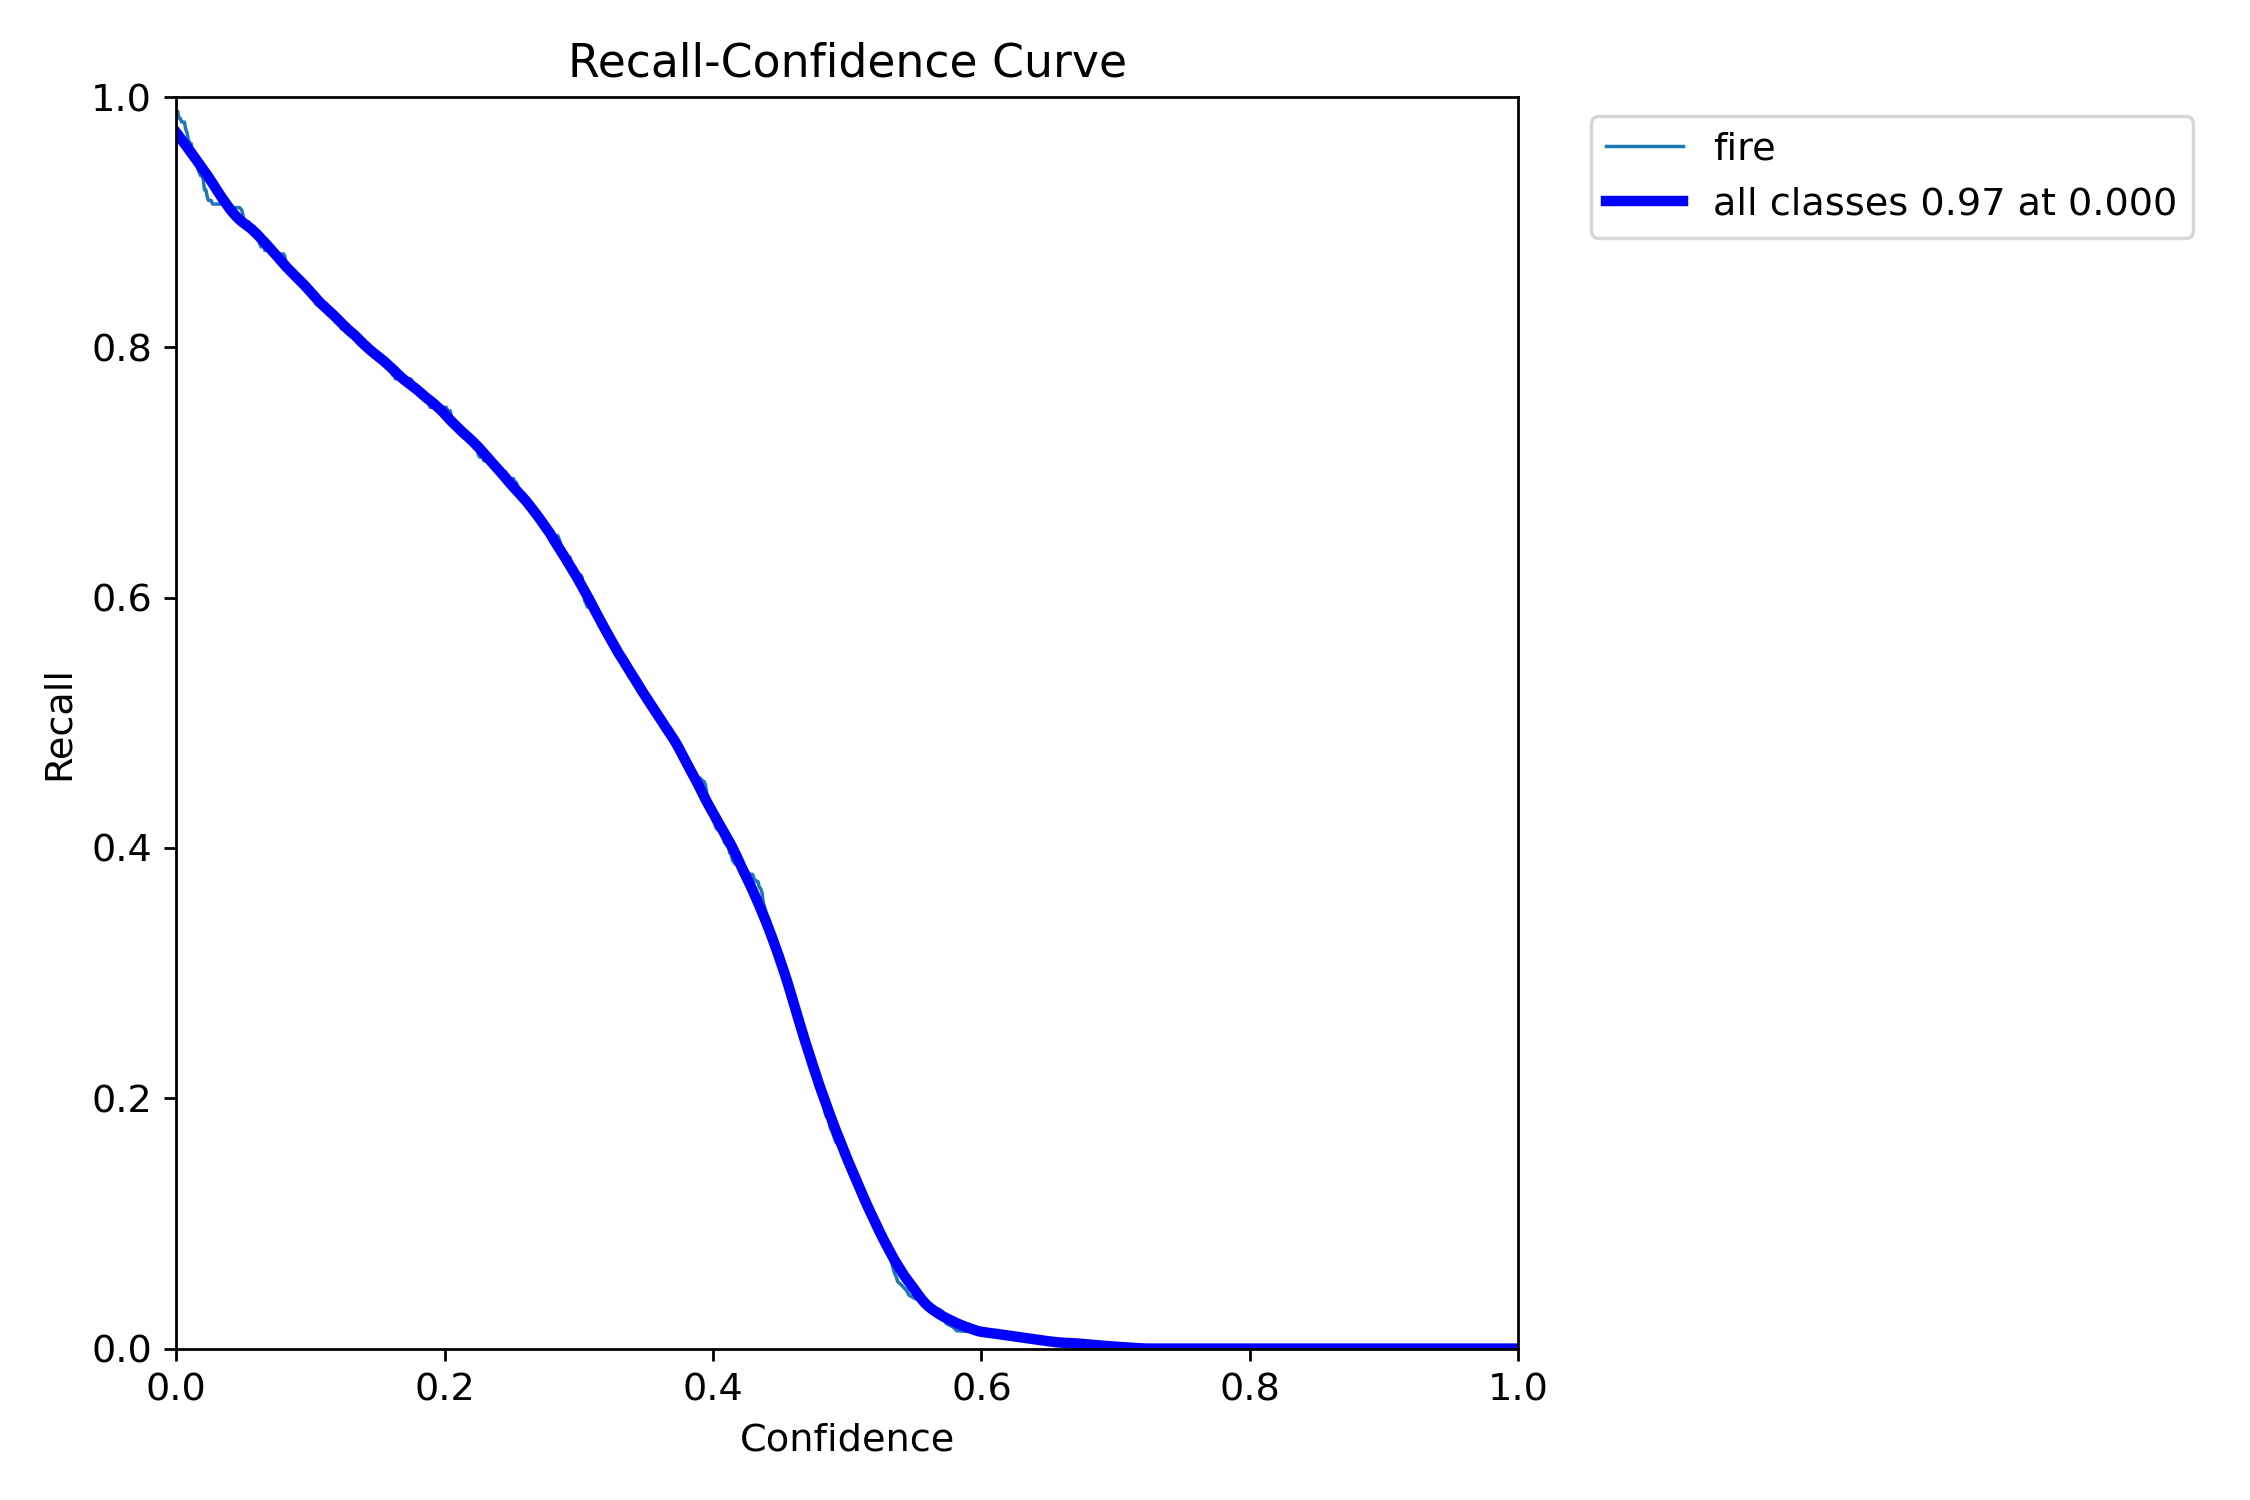 Recall-Confidence Curve
1.0
0.8
0.6
0.4
0.2
0.0
Recall
0.0 0.2 0.4 0.6 0.8 1.0
Confidence
fire
all classes 0.97 at 0.000